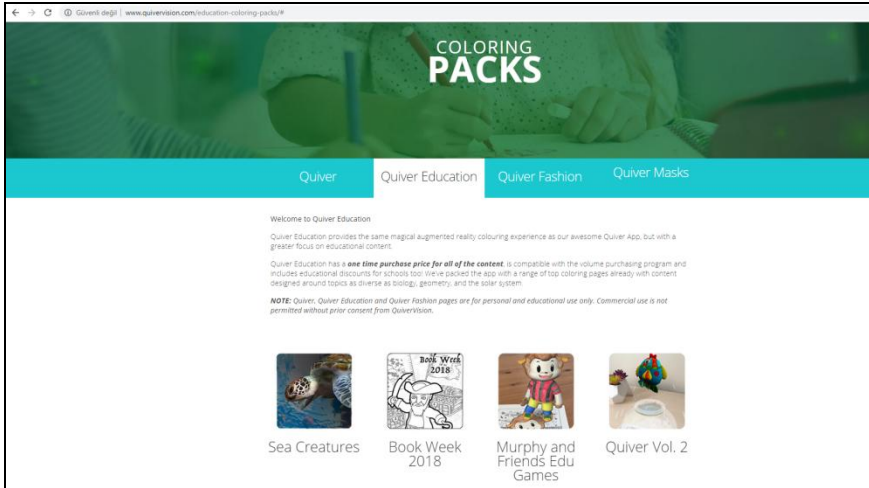 Güvenli değil | www.quivervision.com/education-coloring-packs/#
COLORING
PACKS
Quiver
Quiver Education
Quiver Fashion
Quiver Masks
Welcome to Quiver Education
Quiver Education provides the same magical augmented reality colouring experience as our awesome Quiver App, but with a
greater focus on educational content.
Quiver Education has a one time purchase price for all of the content, is compatible with the volume purchasing program and
includes educational discounts for schools too! We've packed the app with a range of top coloring pages already with content
designed around topics as diverse as biology, geometry, and the solar system.
NOTE: Quiver, Quiver Education and Quiver Fashion pages are for personal and educational use only. Commercial use is not
permitted without prior consent from QuiverVision.
Book Week
2018
Sea Creatures
Book Week
2018
Murphy and
Friends Edu
Games
Quiver Vol. 2